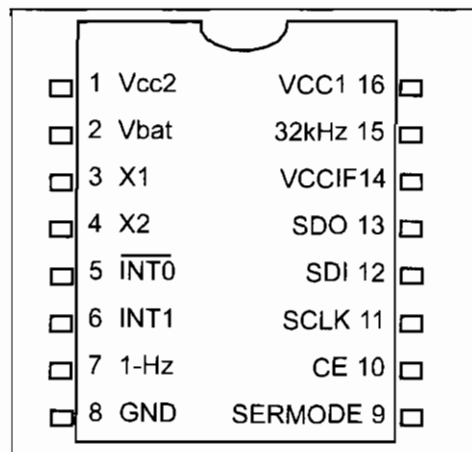 1 Vcc2 VCC1 16
2 Vbat 32kHz 15
3 X1 VCCIF14
4 X2 SDO 13
5 I̅N̅T̅0̅ SDI 12
6 INT1 SCLK 11
7 1-Hz CE 10
8 GND SERMODE 9